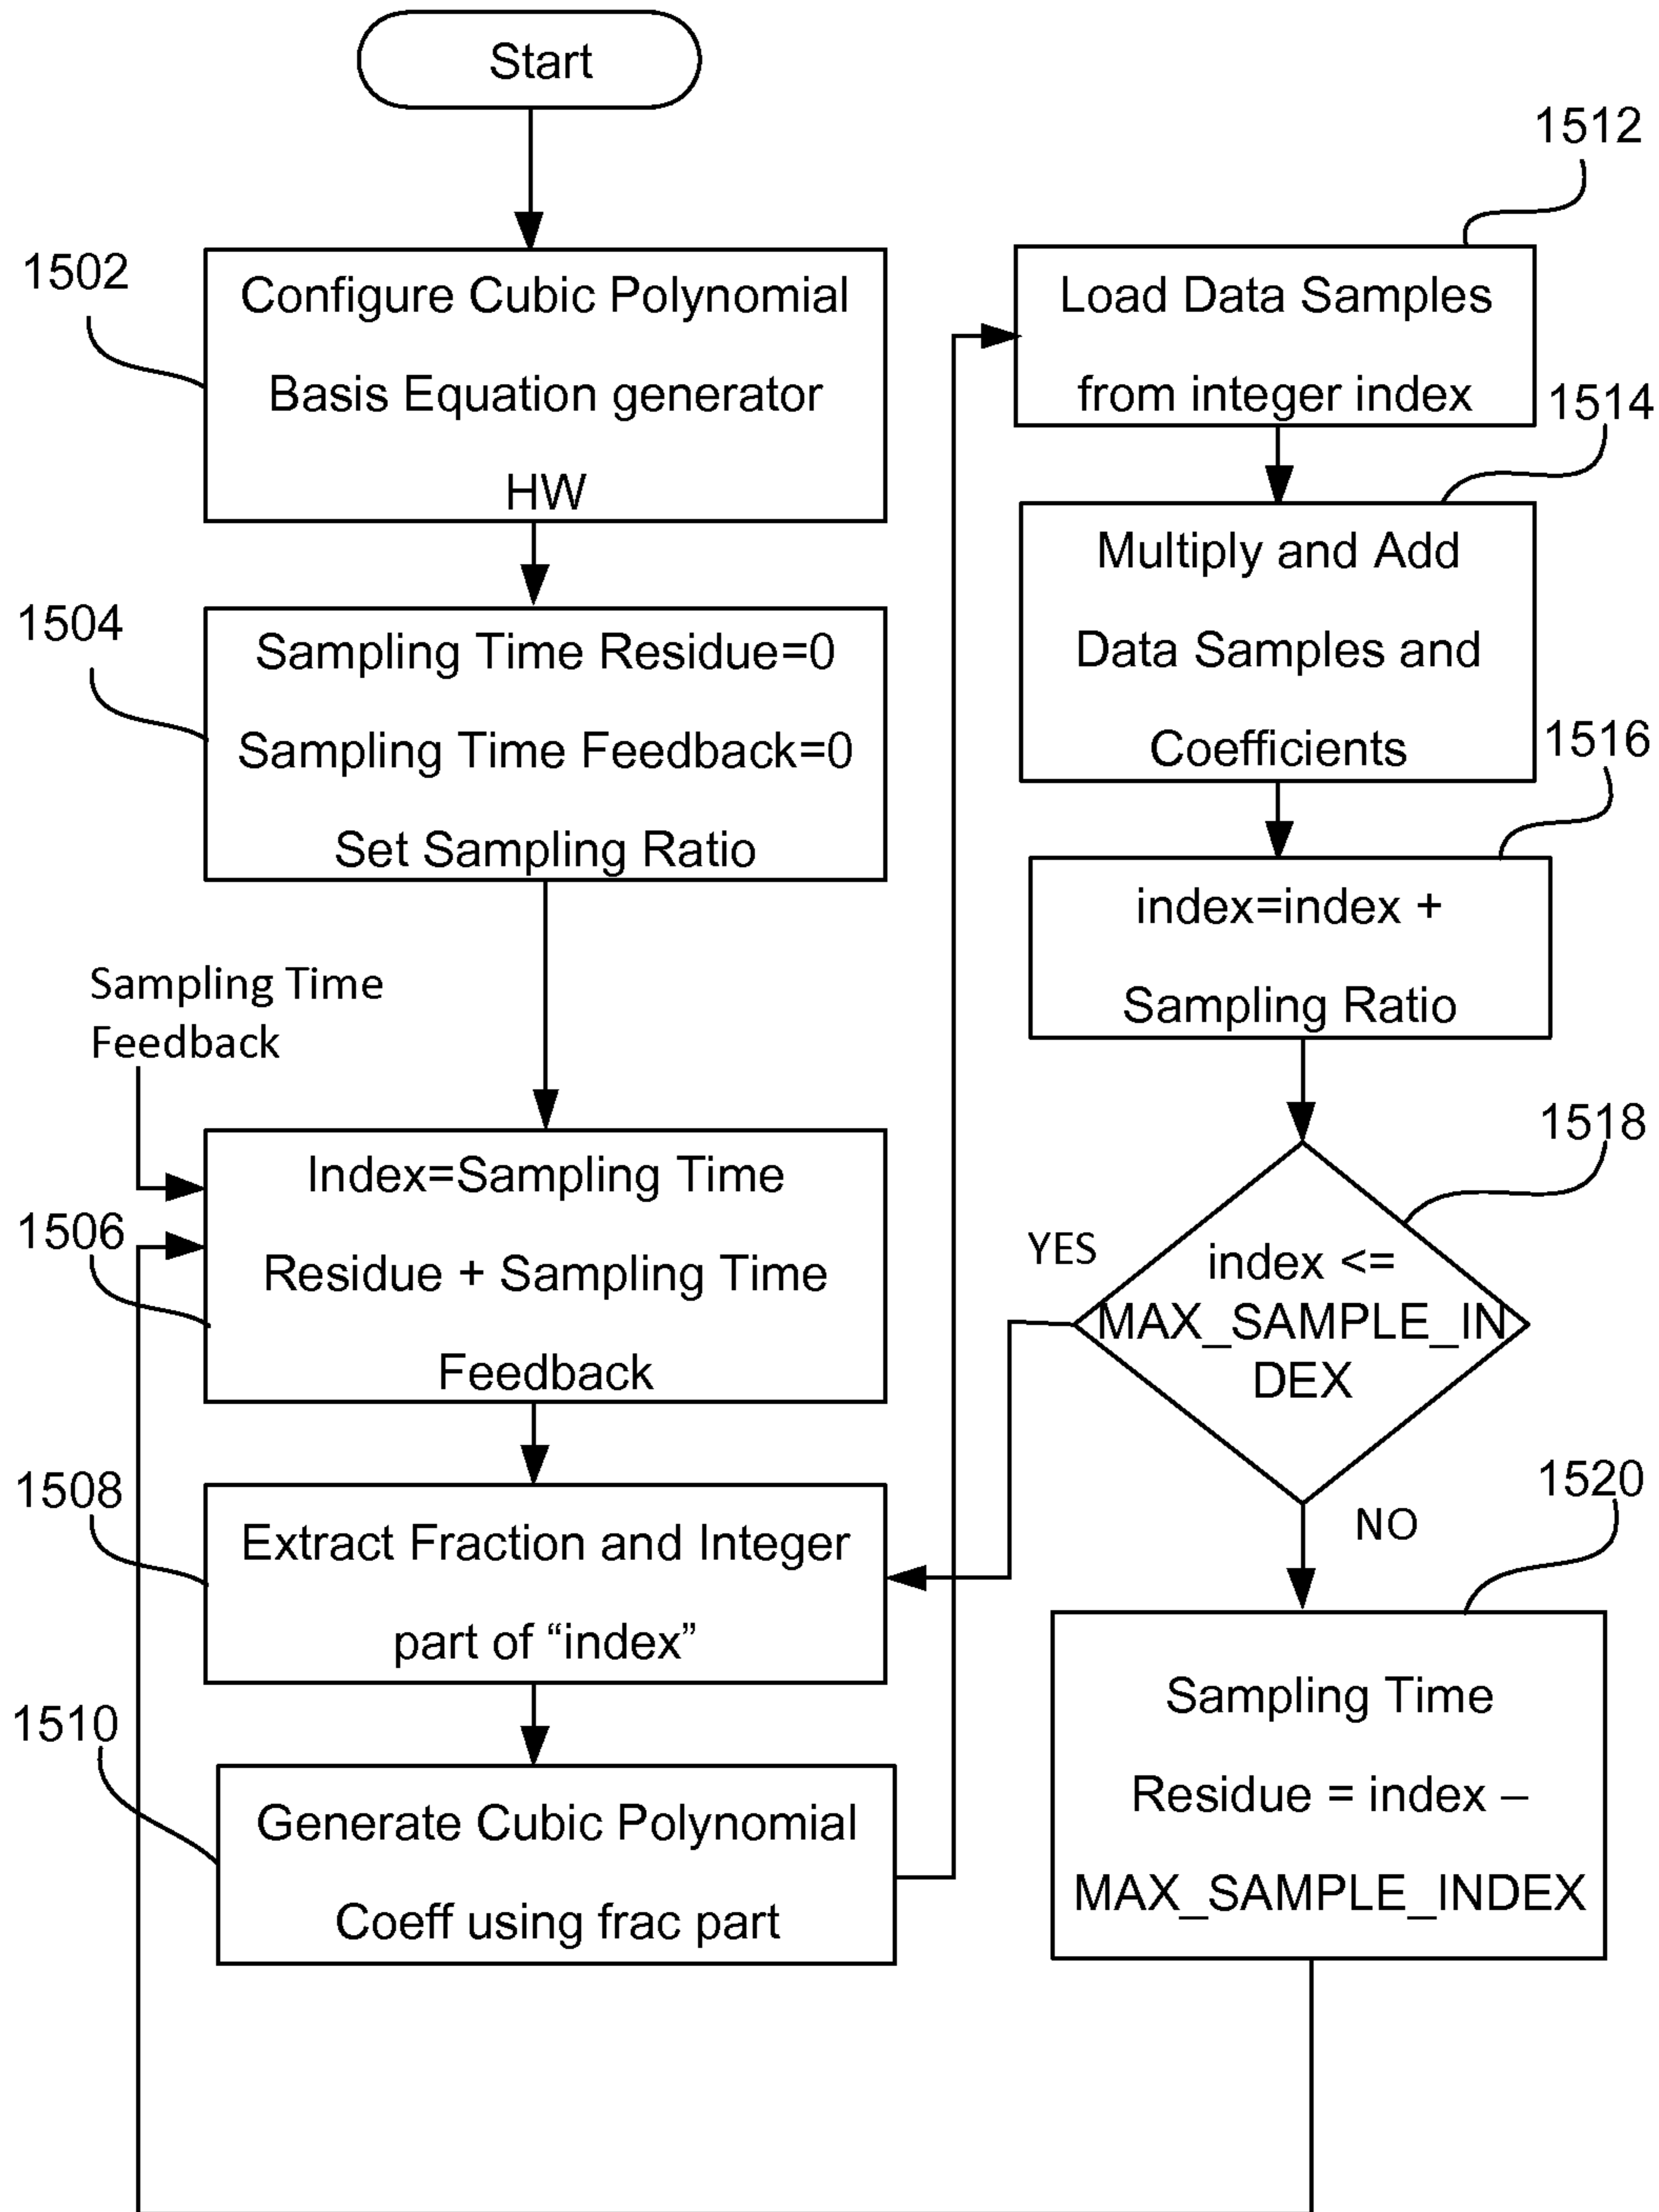 Start
1502
Configure Cubic Polynomial
Basis Equation generator
HW
1504
Sampling Time Residue=0
Sampling Time Feedback=0
Set Sampling Ratio
Sampling Time
Feedback
1506
Index=Sampling Time
Residue + Sampling Time
Feedback
1508
Extract Fraction and Integer
part of “index”
1510
Generate Cubic Polynomial
Coeff using frac part
1512
Load Data Samples
from integer index
1514
Multiply and Add
Data Samples and
Coefficients
1516
index=index +
Sampling Ratio
1518
YES
index <=
MAX_SAMPLE_IN
DEX
NO
1520
Sampling Time
Residue = index –
MAX_SAMPLE_INDEX